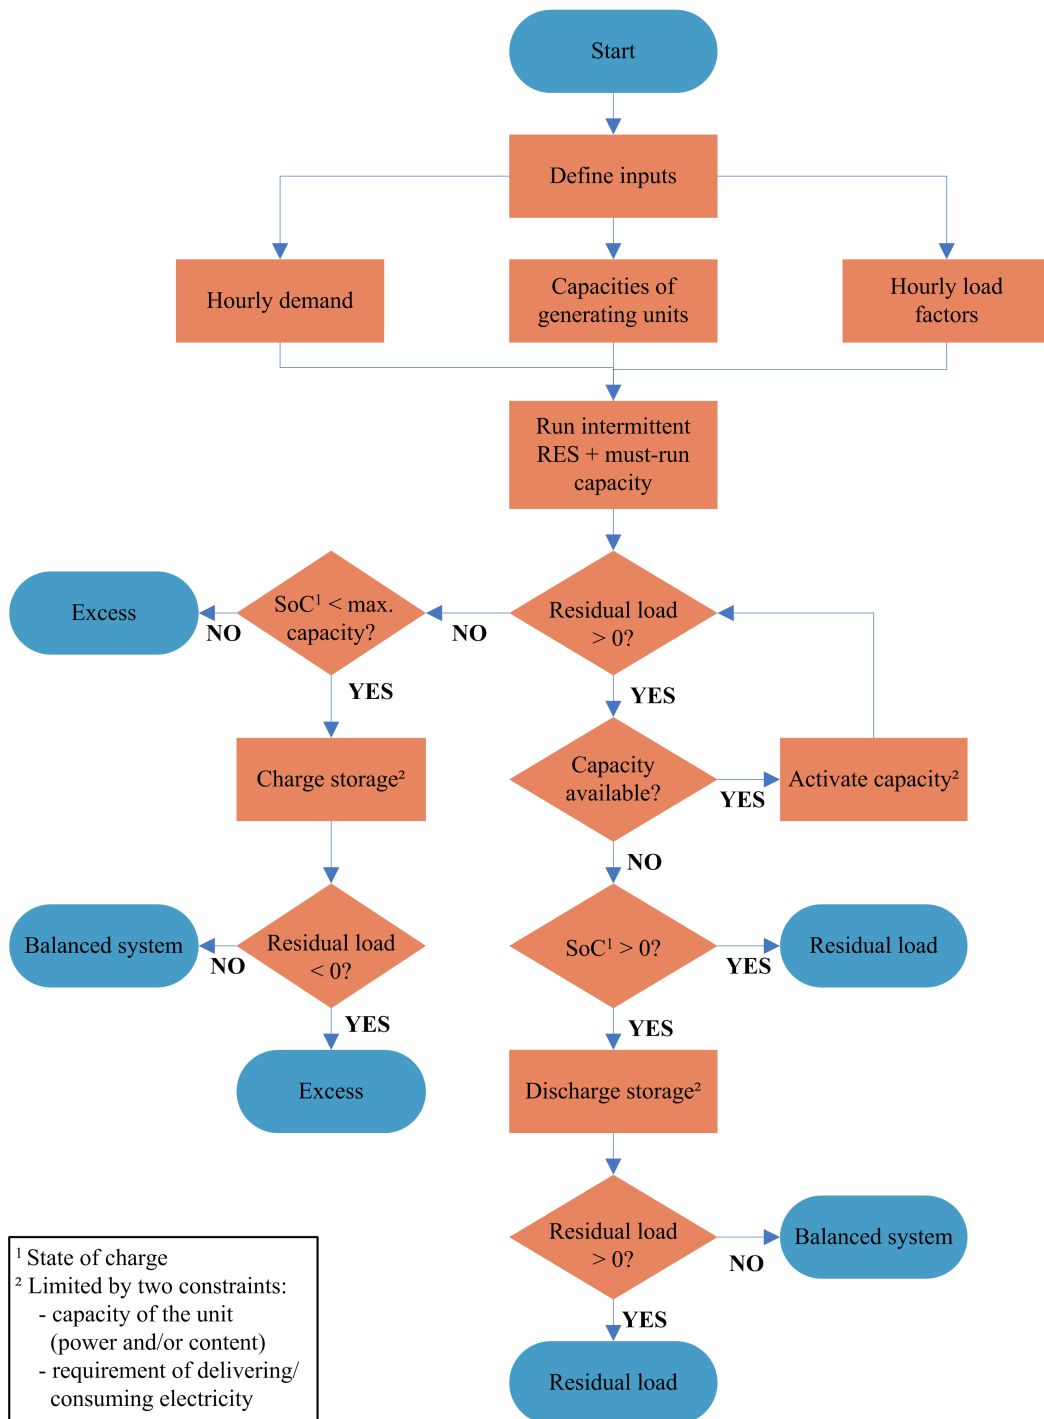 Start
Define inputs
Hourly demand
Capacities of
generating units
Hourly load
factors
Run intermittent
RES + must-run
capacity
Excess
NO
SoC¹ < max.
capacity?
NO
Residual load
> 0?
YES
YES
Charge storage²
Capacity
available?
YES
Activate capacity²
NO
Balanced system
NO
Residual load
< 0?
SoC¹ > 0?
YES
Residual load
YES
YES
Excess
Discharge storage²
Residual load
> 0?
NO
Balanced system
YES
Residual load
¹ State of charge
² Limited by two constraints:
- capacity of the unit
(power and/or content)
- requirement of delivering/
consuming electricity